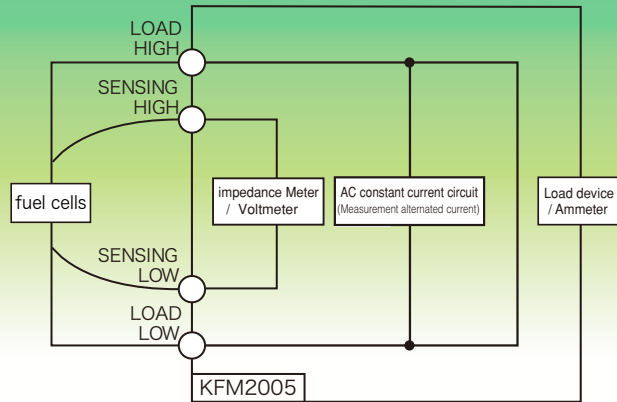 LOAD
HIGH
SENSING
HIGH
fuel cells
impedance Meter
/ Voltmeter
AC constant current circuit
(Measurement alternated current)
Load device
/ Ammeter
SENSING
LOW
LOAD
LOW
KFM2005